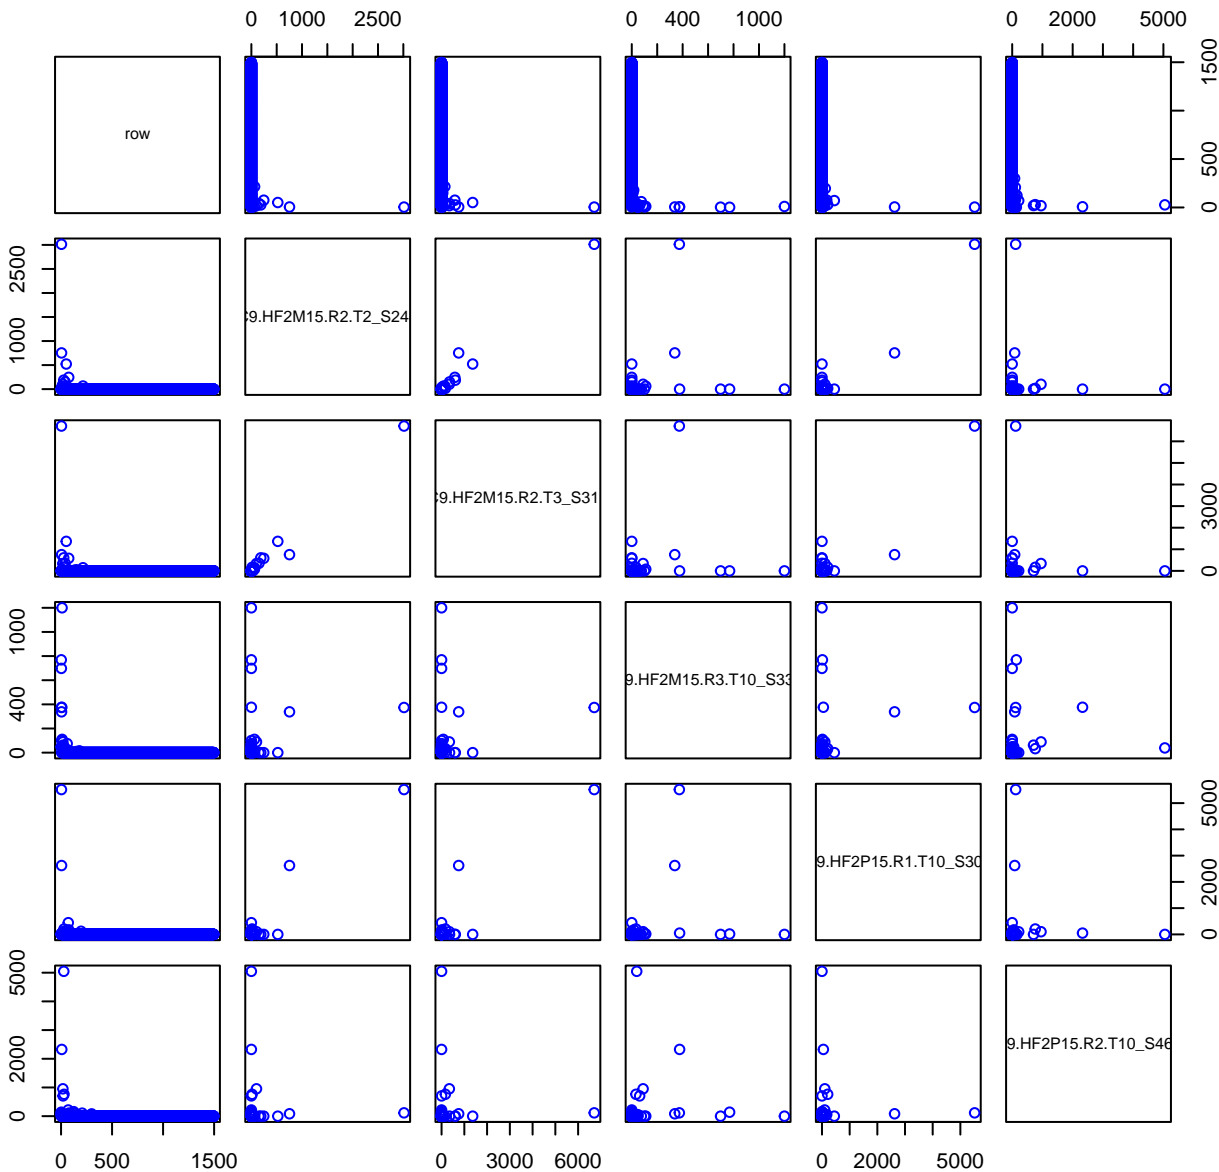 0 1000 2500 0 400 1000 0 2000 5000
row
0 500 1500
0 1000 2500
9.HF2M15.R2.T2_S24
9.HF2M15.R2.T3_S31
0 3000
0 400 1000
9.HF2M15.R3.T10_S33
9.HF2P15.R1.T10_S30
0 2000 5000
0 2000 5000
9.HF2P15.R2.T10_S46
0 500 1500 0 3000 6000 0 2000 5000